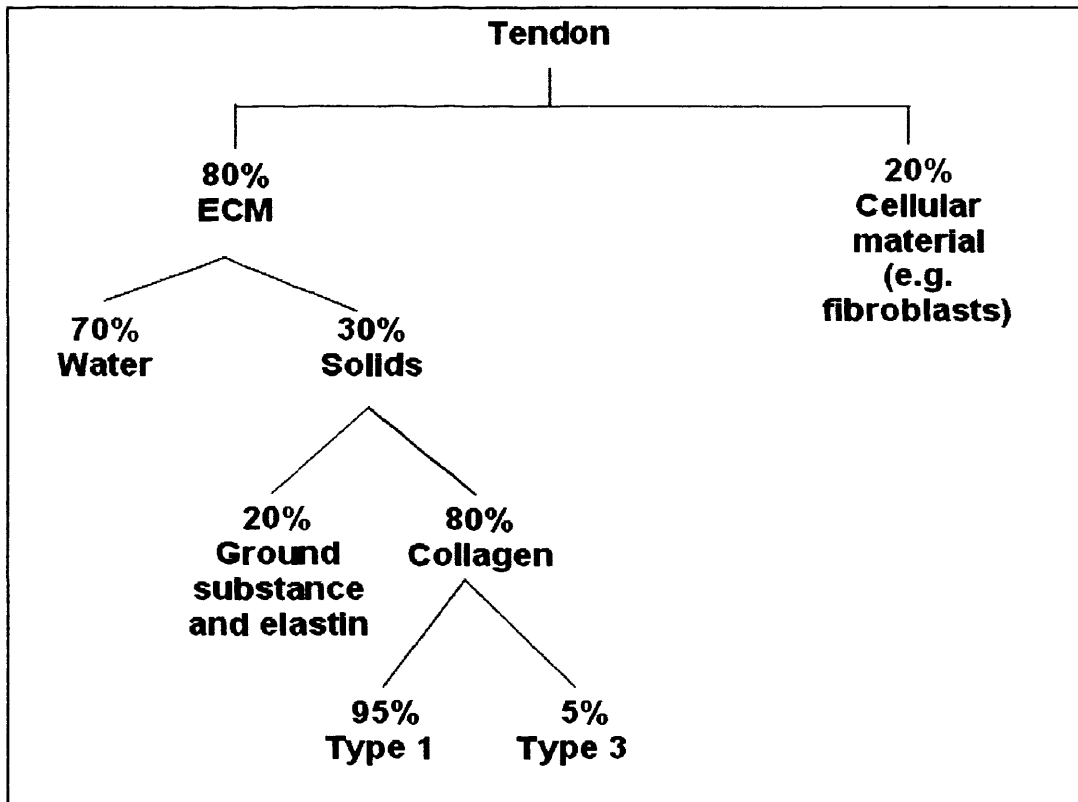 Tendon
80%
ECM
20%
Cellular
material
(e.g.
fibroblasts)
70%
Water
30%
Solids
20%
Ground
substance
and elastin
80%
Collagen
95%
Type 1
5%
Type 3